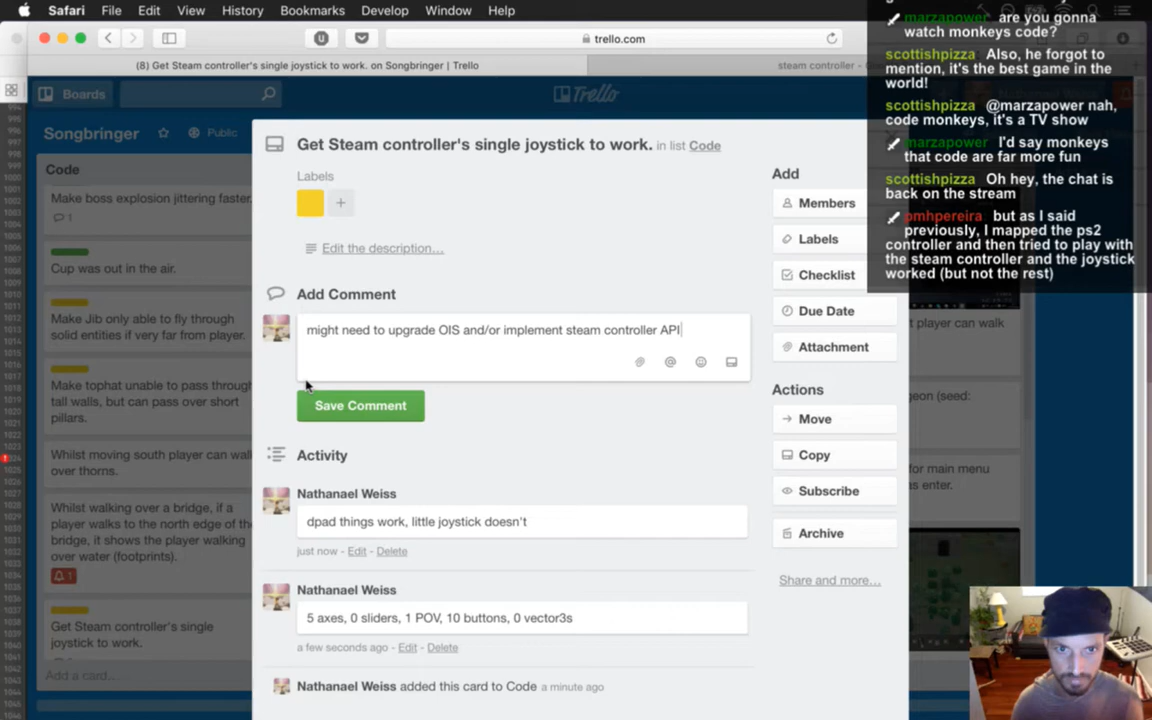 Safari File Edit View History Bookmarks Develop Window Help
trello.com
(8) Get Steam controller's single joystick to work. on Songbringer | Trello
steam controller - G
Boards
Trello
Songbringer
Public
Code
Make boss explosion jittering faster.
1
Cup was out in the air.
Make Jib only able to fly through
solid entities if very far from player.
Make tophat unable to pass through
tall walls, but can pass over short
pillars.
Whilst moving south player can wal
over thorns.
Whilst walking over a bridge, if a
player walks to the north edge of the
bridge, it shows the player walking
over water (footprints).
1
Get Steam controller's single
joystick to work.
Add a card...
Get Steam controller's single joystick to work. in list Code
Labels
+
Edit the description...
Add Comment
might need to upgrade OIS and/or implement steam controller API
Save Comment
Activity
Nathanael Weiss
dpad things work, little joystick doesn't
just now - Edit - Delete
Nathanael Weiss
5 axes, 0 sliders, 1 POV, 10 buttons, 0 vector3s
a few seconds ago - Edit - Delete
Nathanael Weiss added this card to Code a minute ago
Add
Members
Labels
Checklist
Due Date
Attachment
Actions
Move
Copy
Subscribe
Archive
Share and more...
t player can walk
geon (seed:
for main menu
as enter.
marzapower are you gonna
watch monkeys code?
scottishpizza Also, he forgot to
mention, it's the best game in the
world!
scottishpizza @marzapower nah,
code monkeys, it's a TV show
marzapower I'd say monkeys
that code are far more fun
scottishpizza Oh hey, the chat is
back on the stream
pmhpereira but as I said
previously, I mapped the ps2
controller and then tried to play with
the steam controller and the joystick
worked (but not the rest)